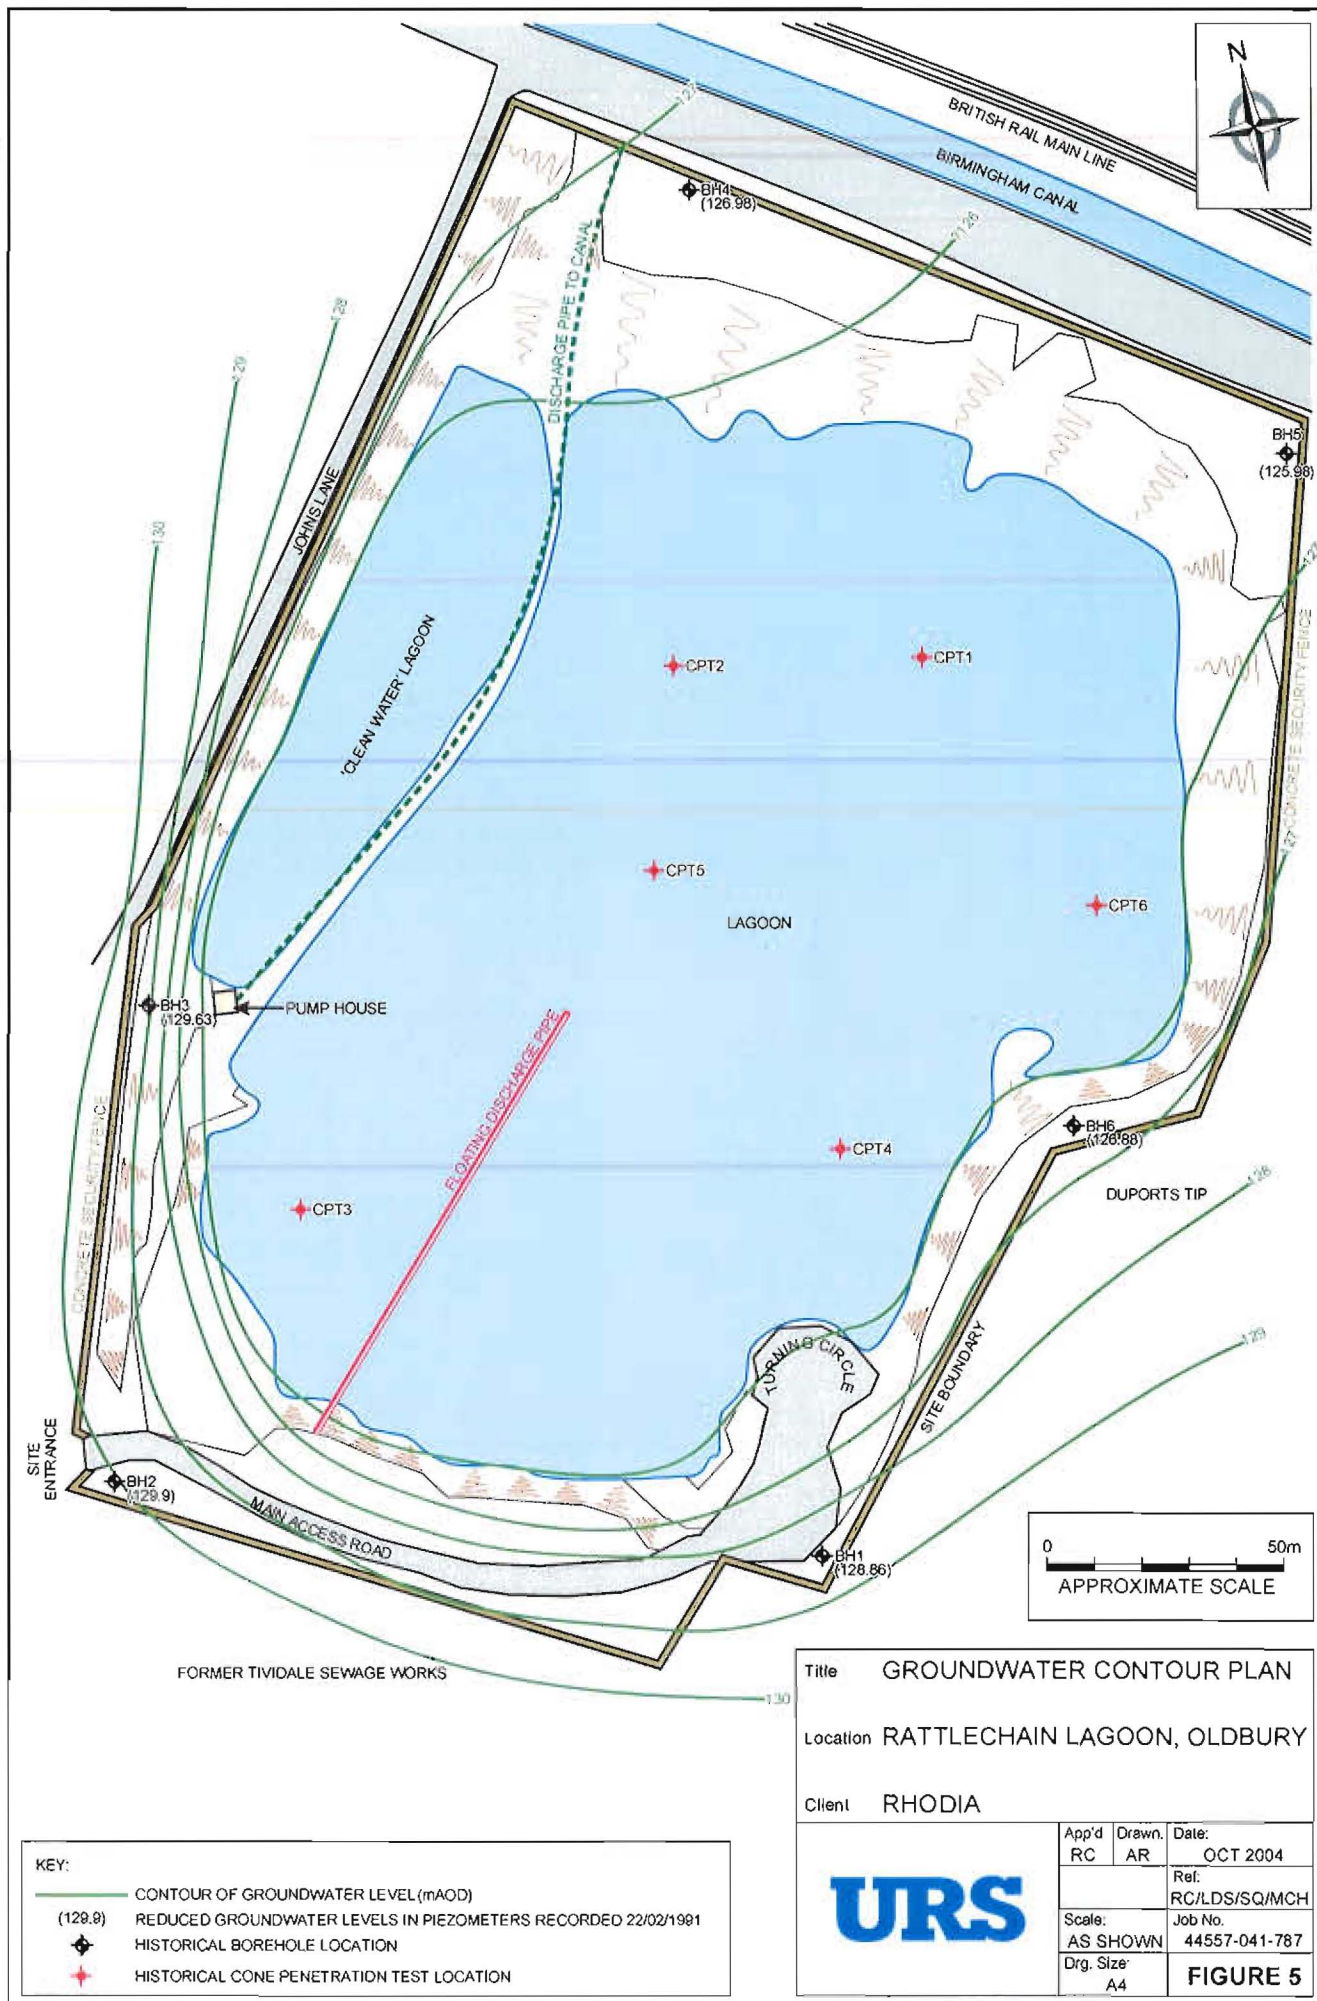 N
BRITISH RAIL MAIN LINE
BIRMINGHAM CANAL
127
BH4
(126.98)
?126
DISCHARGE PIPE TO CANAL
128
129
130
JOHNS LANE
BH5
(125.98)
127
CONCRETE SECURITY FENCE
'CLEAN WATER' LAGOON
CPT2
CPT1
127
CPT5
CPT6
LAGOON
BH3
(129.63)
PUMP HOUSE
FLOATING DISCHARGE PIPE
CONCRETE SECURITY FENCE
BH6
(126.88)
CPT4
DUPORTS TIP
128
CPT3
129
TURNING CIRCLE
SITE BOUNDARY
SITE
ENTRANCE
BH2
(129.9)
MAIN ACCESS ROAD
BH1
(128.86)
0 50m
APPROXIMATE SCALE
FORMER TIVIDALE SEWAGE WORKS
130
Title GROUNDWATER CONTOUR PLAN
Location RATTLECHAIN LAGOON, OLDBURY
Client RHODIA
URS
App'd Drawn. Date:
RC AR OCT 2004
Ref:
RC/LDS/SQ/MCH
Scale: Job No.
AS SHOWN 44557-041-787
Drg. Size:
A4
FIGURE 5
KEY:
CONTOUR OF GROUNDWATER LEVEL (mAOD)
(129.9) REDUCED GROUNDWATER LEVELS IN PIEZOMETERS RECORDED 22/02/1991
HISTORICAL BOREHOLE LOCATION
HISTORICAL CONE PENETRATION TEST LOCATION